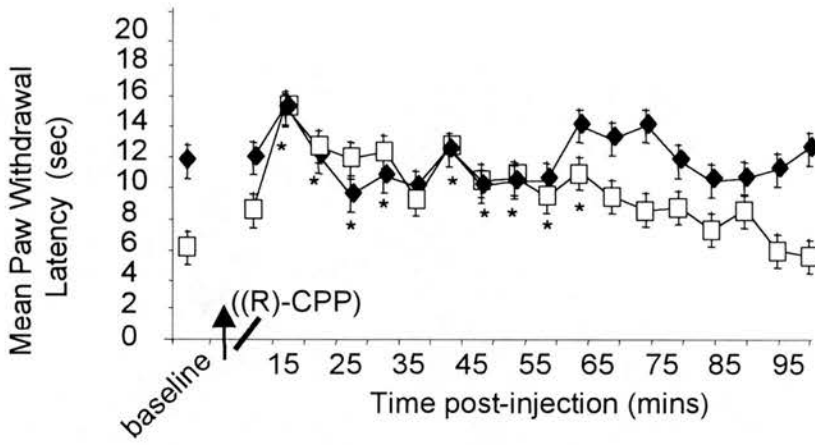 Mean Paw Withdrawal
Latency (sec)
20
18
16
14
12
10
8
6
4
2
0
((R)-CPP)
baseline
15 25 35 45 55 65 75 85 95
Time post-injection (mins)
* * * * * * * * *